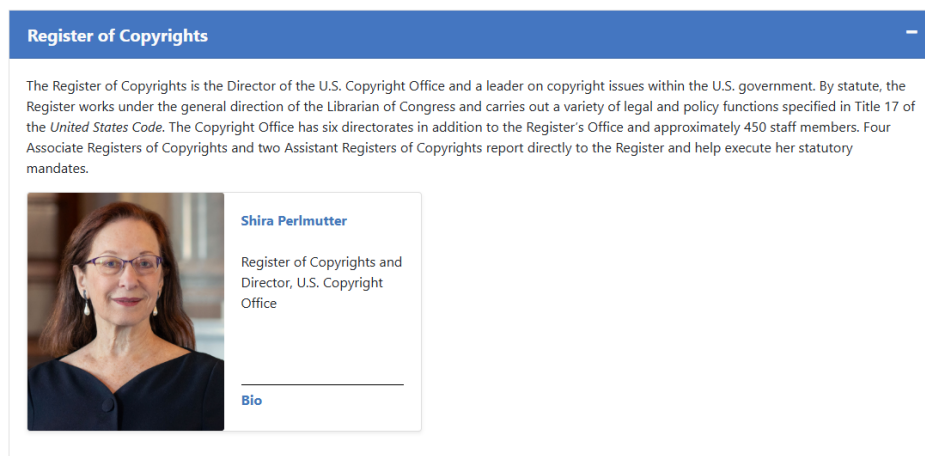 Register of Copyrights
The Register of Copyrights is the Director of the U.S. Copyright Office and a leader on copyright issues within the U.S. government. By statute, the
Register works under the general direction of the Librarian of Congress and carries out a variety of legal and policy functions specified in Title 17 of
the United States Code. The Copyright Office has six directorates in addition to the Register’s Office and approximately 450 staff members. Four
Associate Registers of Copyrights and two Assistant Registers of Copyrights report directly to the Register and help execute her statutory
mandates.
Shira Perlmutter
Register of Copyrights and
Director, U.S. Copyright
Office
Bio